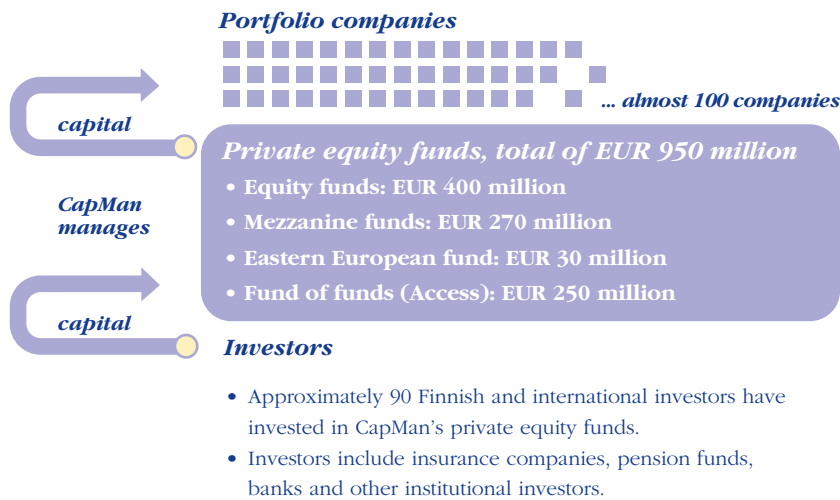 Portfolio companies
... almost 100 companies
capital
Private equity funds, total of EUR 950 million
• Equity funds: EUR 400 million
CapMan
manages
• Mezzanine funds: EUR 270 million
• Eastern European fund: EUR 30 million
• Fund of funds (Access): EUR 250 million
capital
Investors
• Approximately 90 Finnish and international investors have
invested in CapMan's private equity funds.
• Investors include insurance companies, pension funds,
banks and other institutional investors.